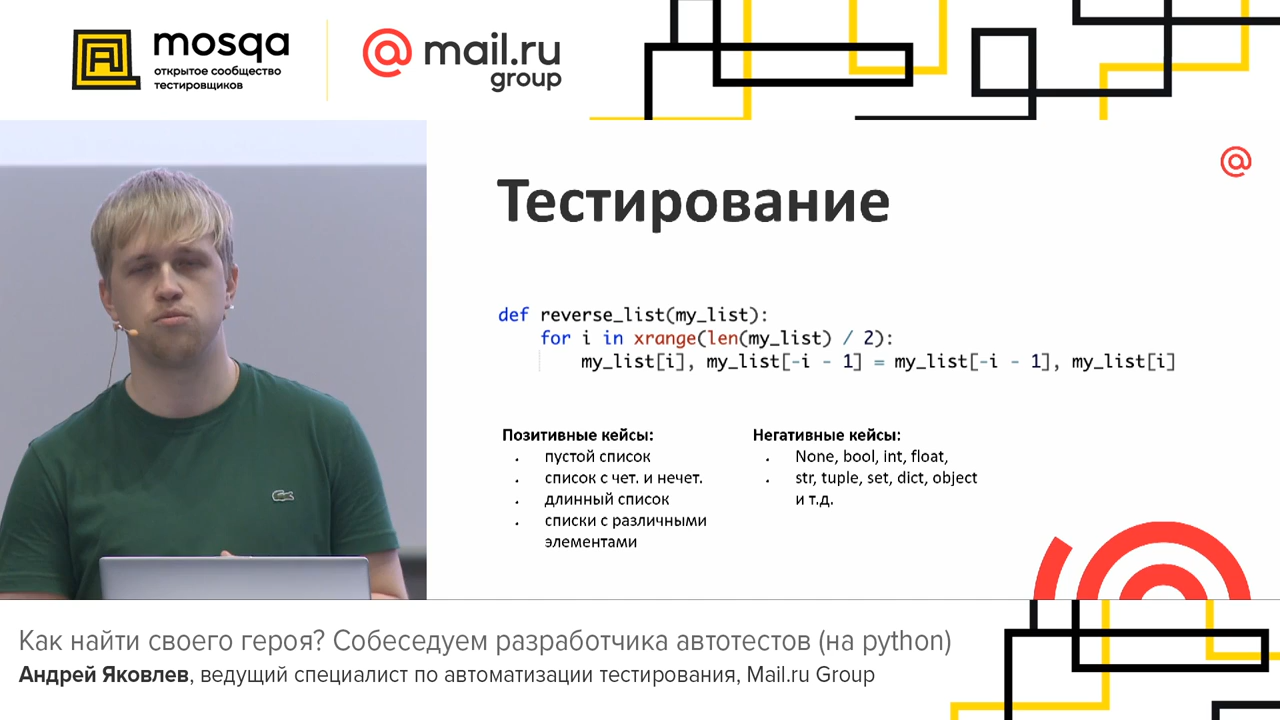 mosqa
открытое сообщество
тестировщиков
@mail.ru
group
@
Тестирование
def reverse_list(my_list):
for i in xrange(len(my_list) / 2):
my_list[i], my_list[-i - 1] = my_list[-i - 1], my_list[i]
Позитивные кейсы:
. пустой список
. список с чет. и нечет.
. длинный список
. списки с различными
элементами
Негативные кейсы:
. None, bool, int, float,
. str, tuple, set, dict, object
и т.д.
Как найти своего героя? Собеседуем разработчика автотестов (на python)
Андрей Яковлев, ведущий специалист по автоматизации тестирования, Mail.ru Group